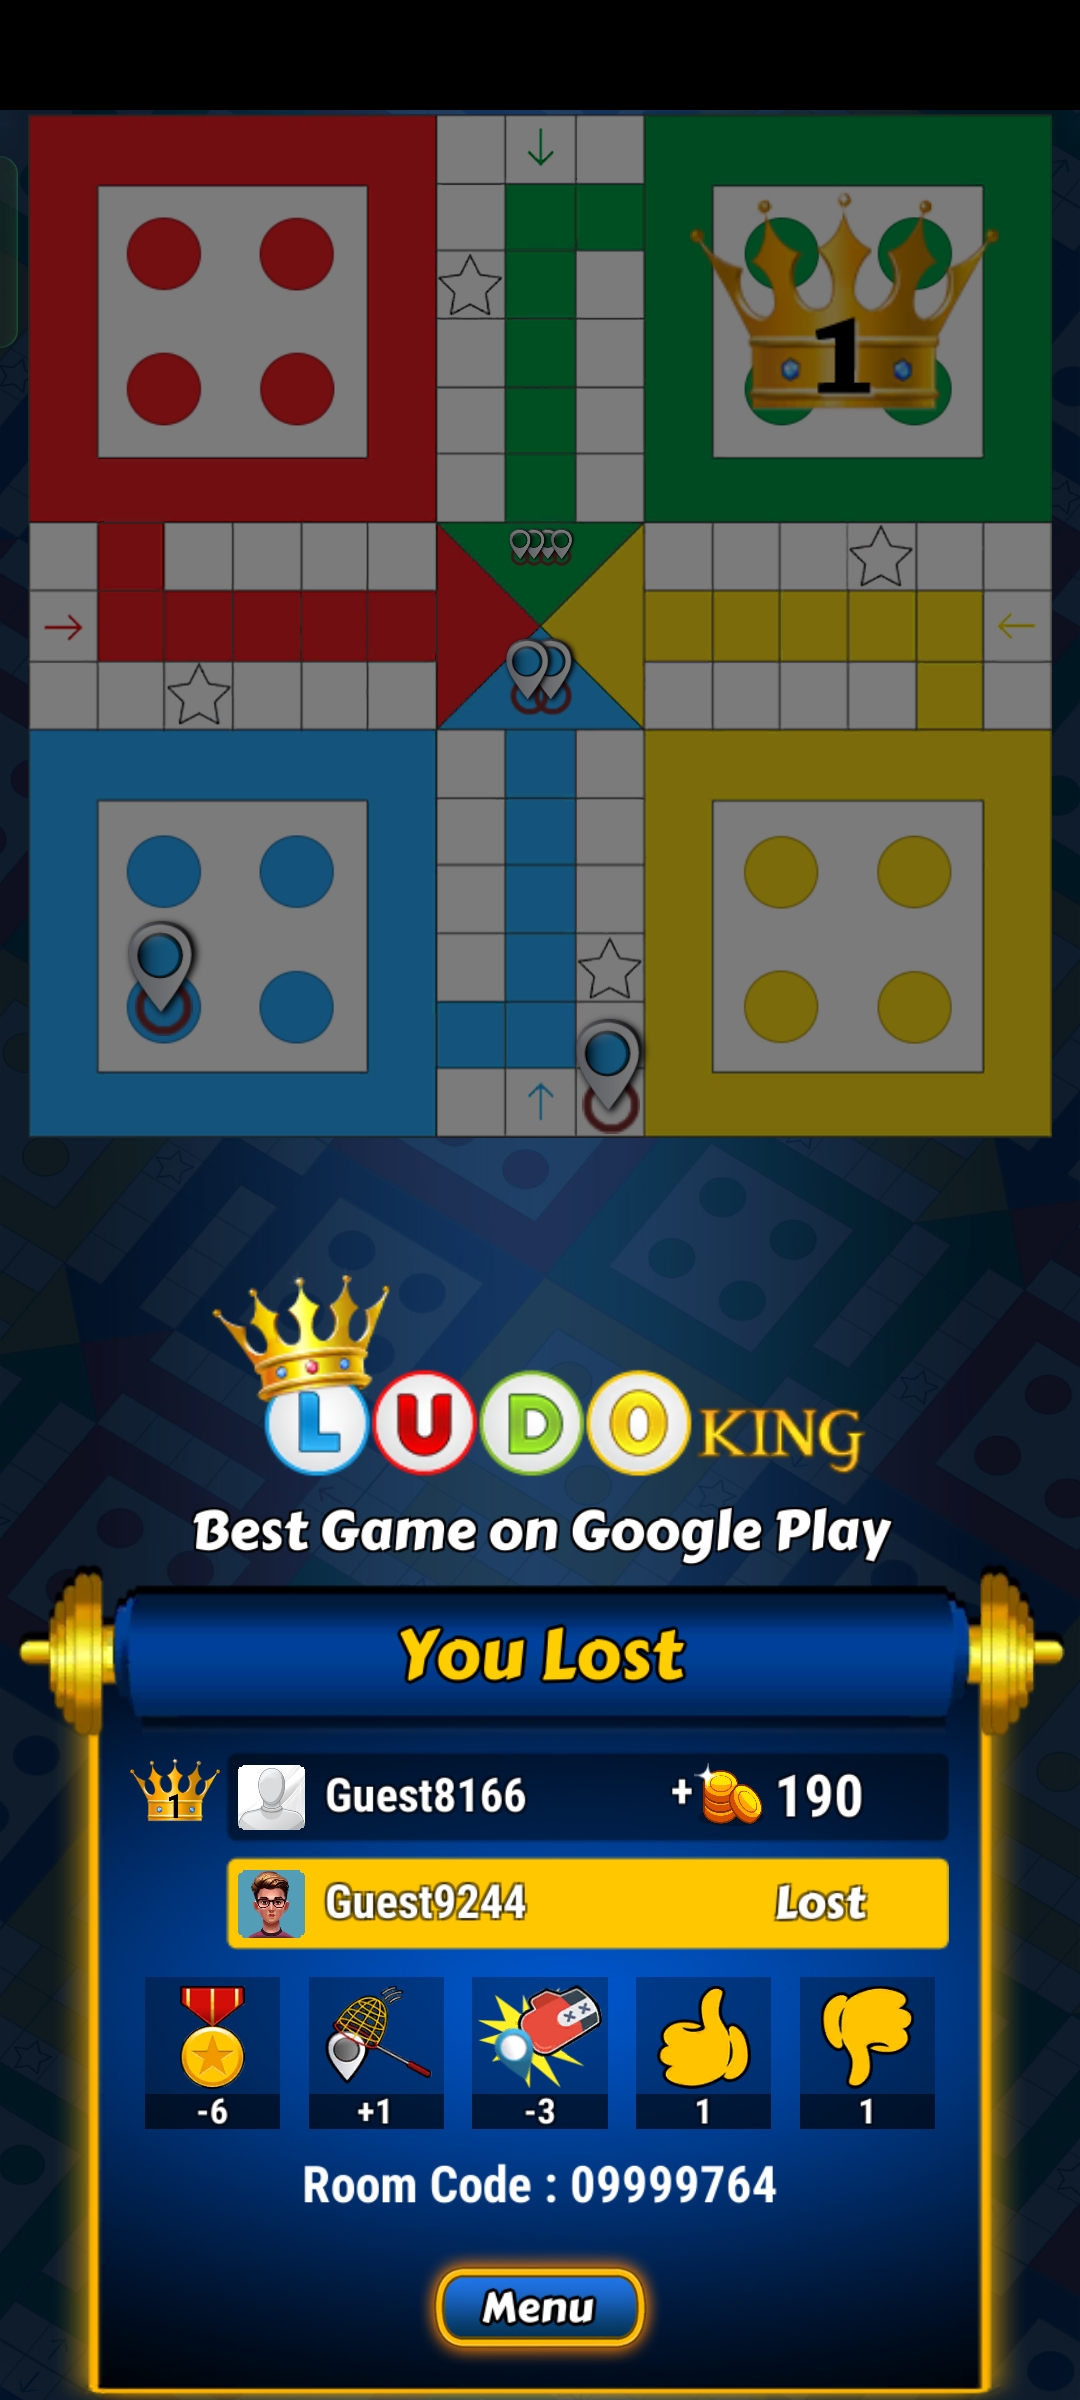 1
LUDO KING
Best Game on Google Play
You Lost
1 Guest8166 + 190
Guest9244 Lost
-6 +1 -3 1 1
Room Code : 09999764
Menu